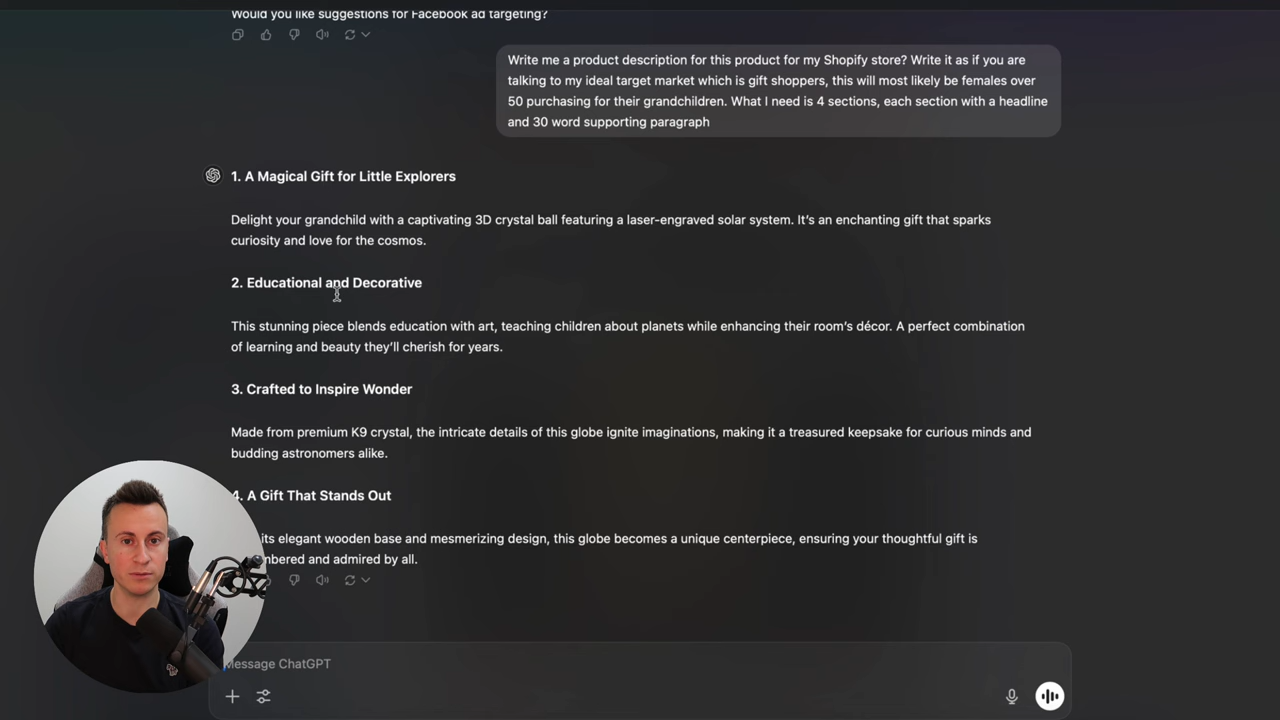 Would you like suggestions for Facebook ad targeting?
Write me a product description for this product for my Shopify store? Write it as if you are
talking to my ideal target market which is gift shoppers, this will most likely be females over
50 purchasing for their grandchildren. What I need is 4 sections, each section with a headline
and 30 word supporting paragraph
1. A Magical Gift for Little Explorers
Delight your grandchild with a captivating 3D crystal ball featuring a laser-engraved solar system. It’s an enchanting gift that sparks
curiosity and love for the cosmos.
2. Educational and Decorative
This stunning piece blends education with art, teaching children about planets while enhancing their room’s décor. A perfect combination
of learning and beauty they’ll cherish for years.
3. Crafted to Inspire Wonder
Made from premium K9 crystal, the intricate details of this globe ignite imaginations, making it a treasured keepsake for curious minds and
budding astronomers alike.
4. A Gift That Stands Out
its elegant wooden base and mesmerizing design, this globe becomes a unique centerpiece, ensuring your thoughtful gift is
mbered and admired by all.
Message ChatGPT